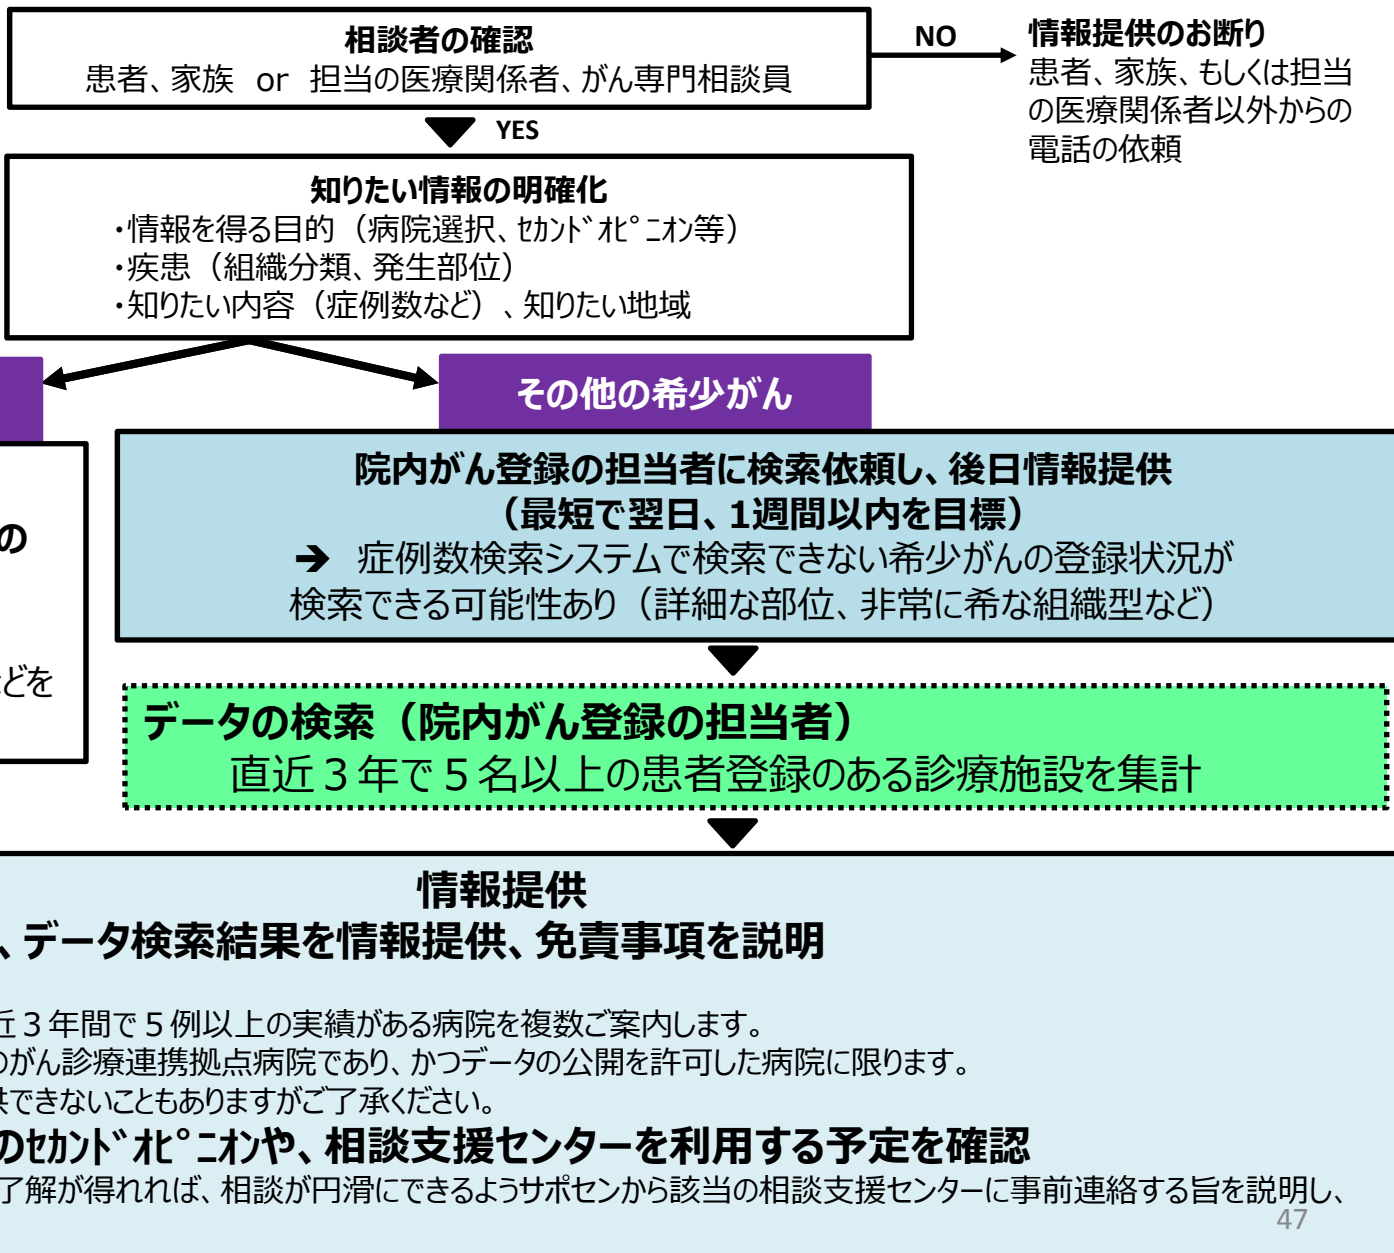 相談者の確認
患者、家族 or 担当の医療関係者、がん専門相談員
NO
情報提供のお断り
患者、家族、もしくは担当
の医療関係者以外からの
電話の依頼
YES
知りたい情報の明確化
・情報を得る目的（病院選択、ｾｶﾝﾄﾞｵﾋﾟﾆｵﾝ等）
・疾患（組織分類、発生部位）
・知りたい内容（症例数など）、知りたい地域
その他の希少がん
院内がん登録の担当者に検索依頼し、後日情報提供
（最短で翌日、1週間以内を目標）
➔ 症例数検索システムで検索できない希少がんの登録状況が
検索できる可能性あり（詳細な部位、非常に希な組織型など）
の
どを
データの検索（院内がん登録の担当者）
直近３年で５名以上の患者登録のある診療施設を集計
情報提供
、データ検索結果を情報提供、免責事項を説明
近３年間で５例以上の実績がある病院を複数ご案内します。
のがん診療連携拠点病院であり、かつデータの公開を許可した病院に限ります。
供できないこともありますがご了承ください。
のｾｶﾝﾄﾞｵﾋﾟﾆｵﾝや、相談支援センターを利用する予定を確認
了解が得れれば、相談が円滑にできるようサポセンから該当の相談支援センターに事前連絡する旨を説明し、
47